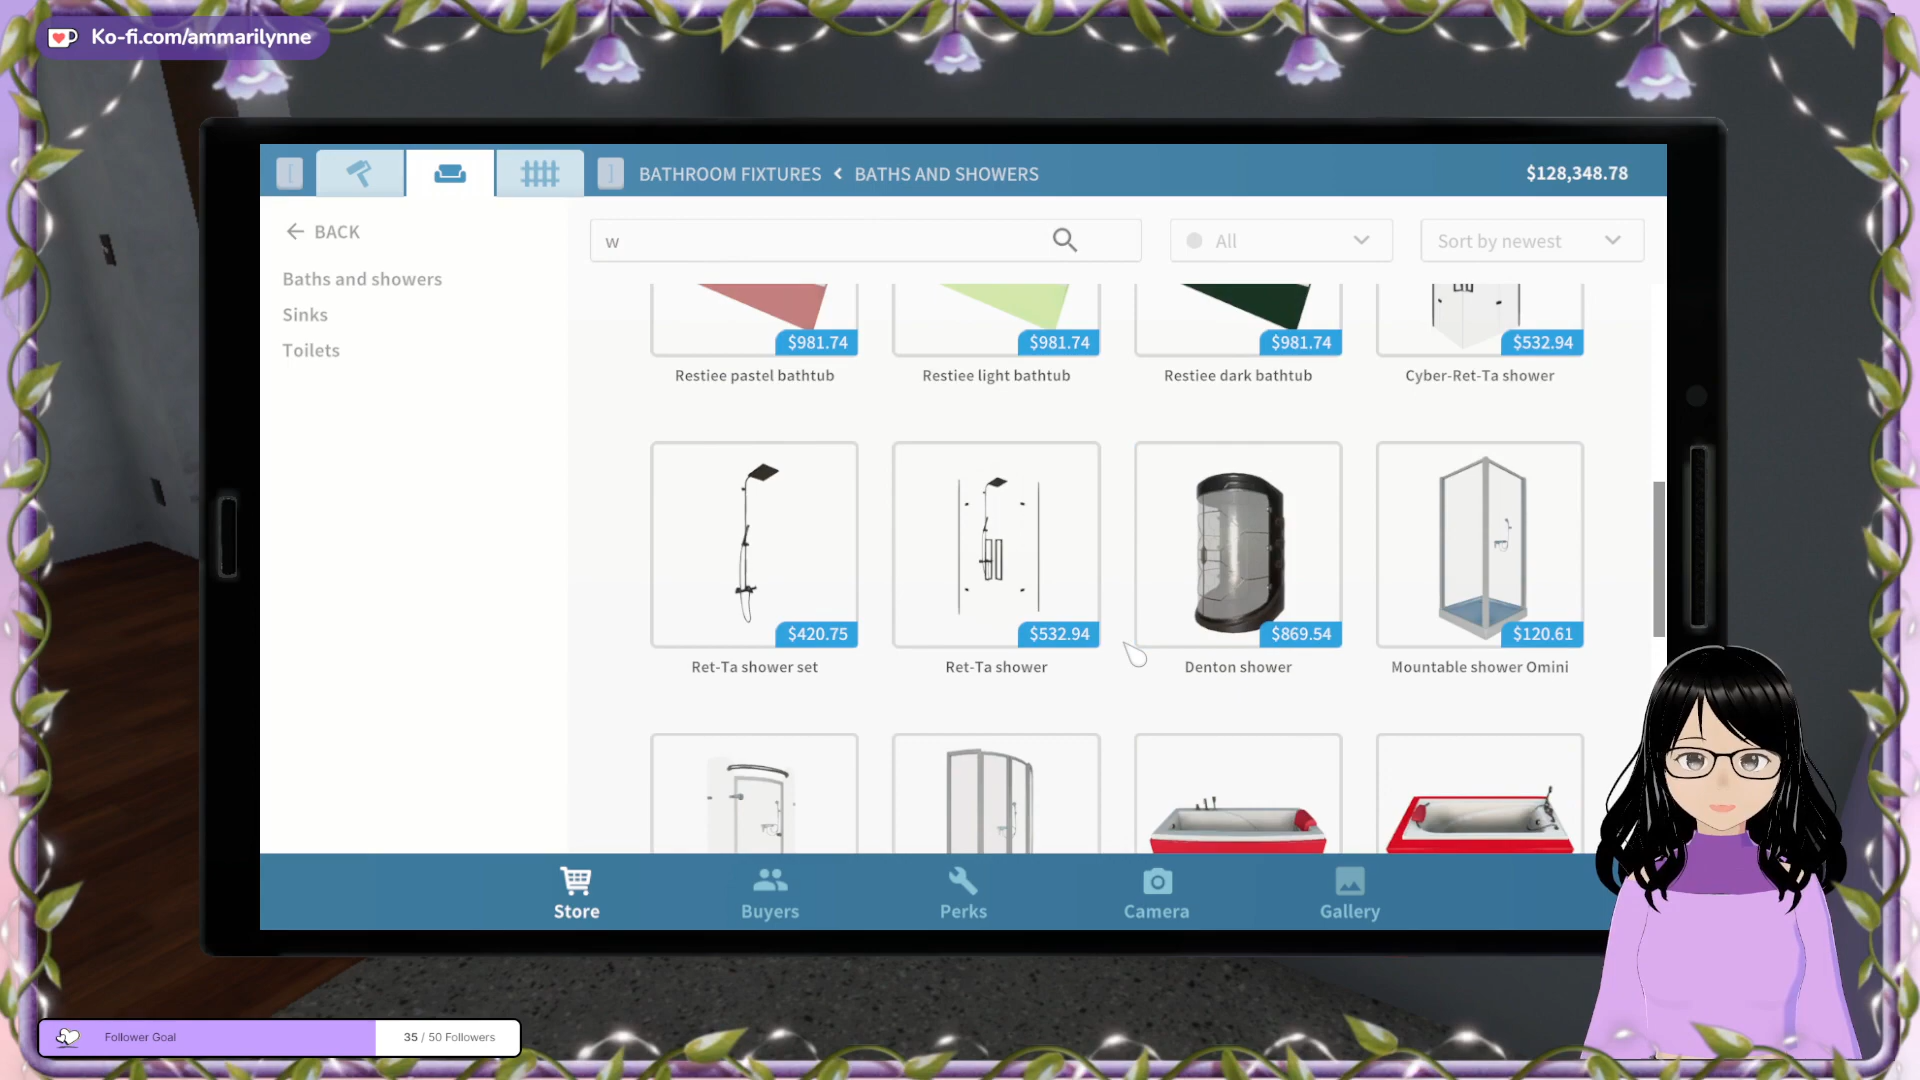 Ko-fi.com/ammarilynne
[
]
BATHROOM FIXTURES < BATHS AND SHOWERS
$128,348.78
BACK
w
All
Sort by newest
Baths and showers
Sinks
Toilets
$981.74
$981.74
$981.74
$532.94
Restiee pastel bathtub
Restiee light bathtub
Restiee dark bathtub
Cyber-Ret-Ta shower
$420.75
$532.94
$869.54
$120.61
Ret-Ta shower set
Ret-Ta shower
Denton shower
Mountable shower Omini
Store
Buyers
Perks
Camera
Gallery
Follower Goal
35 / 50 Followers